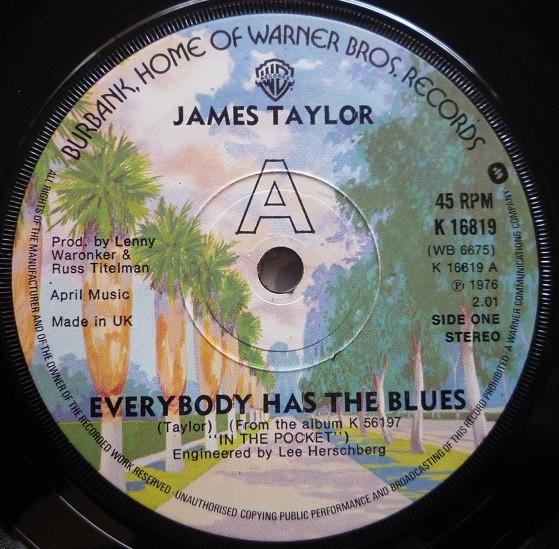 BURBANK, HOME OF WARNER BROS. RECORDS
JAMES TAYLOR
A
Prod. by Lenny
Waronker &
Russ Titelman
April Music
Made in UK
45 RPM
K 16819
(WB 6675)
K 16619 A
℗ 1976
2.01
SIDE ONE
STEREO
EVERYBODY HAS THE BLUES
(Taylor) (From the album K 56197
"IN THE POCKET")
Engineered by Lee Herschberg
ALL RIGHTS OF THE MANUFACTURER AND OF THE OWNER OF THE RECORDED WORK RESERVED. UNAUTHORISED COPYING PUBLIC PERFORMANCE AND BROADCASTING OF THIS RECORD PROHIBITED · A WARNER COMMUNICATIONS COMPANY